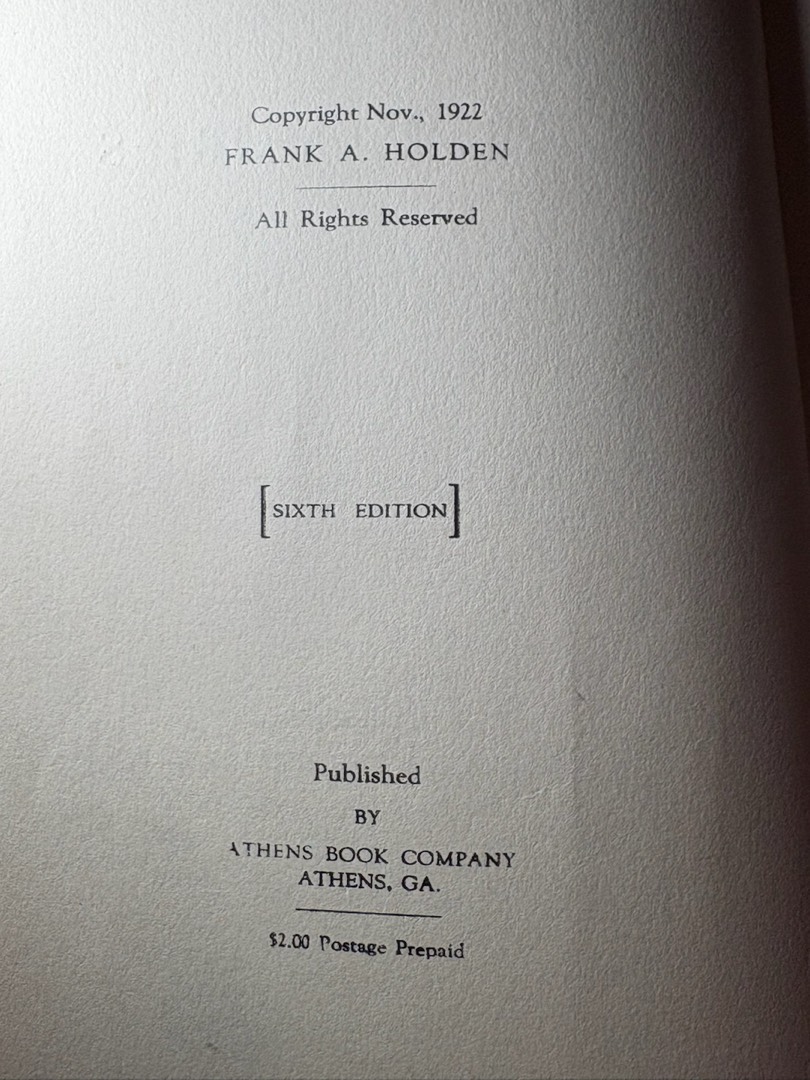 Copyright Nov., 1922
FRANK A. HOLDEN
All Rights Reserved
[SIXTH EDITION]
Published
BY
ATHENS BOOK COMPANY
ATHENS, GA.
$2.00 Postage Prepaid